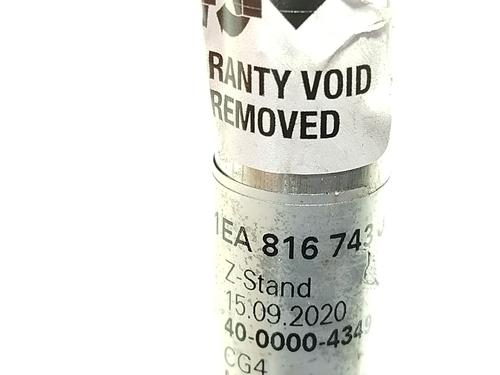 RANTY VOID
REMOVED
1EA 816 743
Z-Stand
15.09.2020
40-0000-4349
CG4